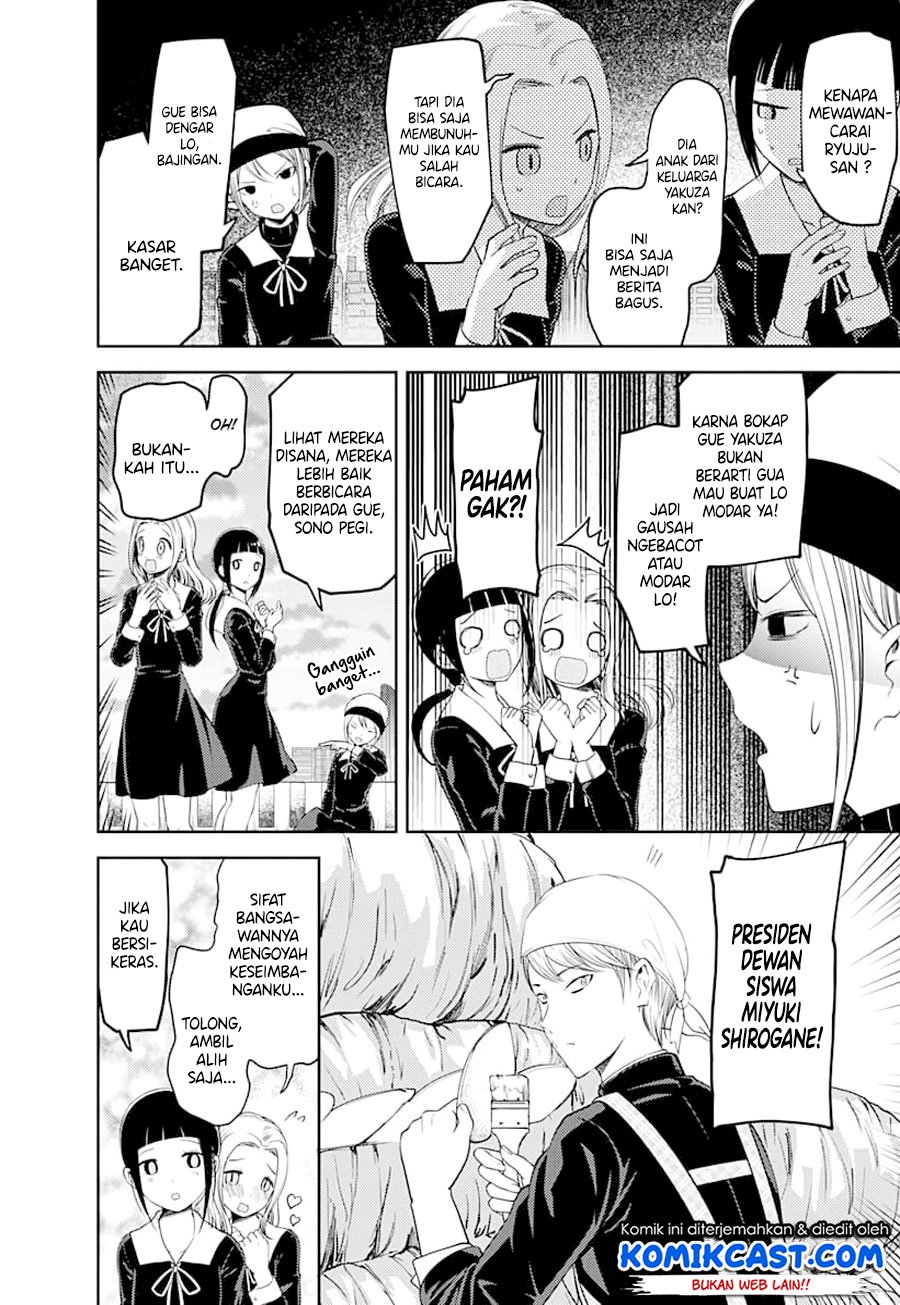 KENAPA
MEWAWAN-
CARAI
RYUJU-
SAN ?
DIA
ANAK DARI
KELUARGA
YAKUZA
KAN?
INI
BISA SAJA
MENJADI
BERITA
BAGUS.
TAPI DIA
BISA SAJA
MEMBUNUH-
MU JIKA KAU
SALAH
BICARA.
GUE BISA
DENGAR
LO,
BAJINGAN.
KASAR
BANGET.
KARNA BOKAP
GUE YAKUZA
BUKAN
BERARTI GUA
MAU BUAT LO
MODAR YA!
JADI
GAUSAH
NGEBACOT
ATAU
MODAR
LO!
PAHAM
GAK?!
LIHAT MEREKA
DISANA, MEREKA
LEBIH BAIK
BERBICARA
DARIPADA GUE,
SONO PEGI.
Gangguin
banget...
OH!
BUKAN-
KAH ITU...
PRESIDEN
DEWAN
SISWA
MIYUKI
SHIROGANE!
SIFAT
BANGSA-
WANNYA
MENGOYAH
KESEIMBA-
NGANKU...
TOLONG,
AMBIL
ALIH
SAJA...
JIKA
KAU
BERSI-
KERAS.
Komik ini diterjemahkan & diedit oleh
KOMIKCAST.COM
BUKAN WEB LAIN!!